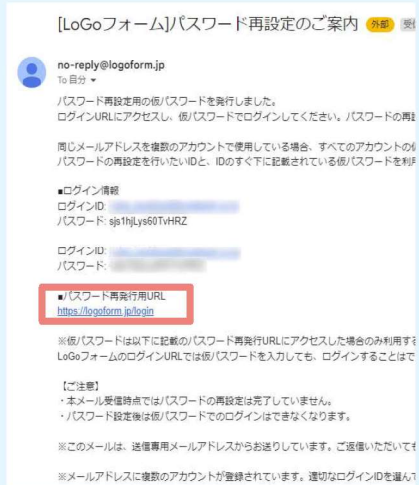 [LoGoフォーム]パスワード再設定のご案内 外部
no-reply@logoform.jp
To 自分
パスワード再設定用の仮パスワードを発行しました。
ログインURLにアクセスし、仮パスワードでログインしてください。パスワードの再
同じメールアドレスを複数のアカウントで使用している場合、すべてのアカウントの
パスワードの再設定を行いたいIDと、IDのすぐ下に記載されている仮パスワードを利
■ログイン情報
ログインID:
パスワード: sjs1hjLys60TvHRZ
ログインID:
パスワード:
■パスワード再発行用URL
https://logoform.jp/login
※仮パスワードは以下に記載のパスワード再発行URLにアクセスした場合のみ利用する
LoGoフォームのログインURLでは仮パスワードを入力しても、ログインすることはで
【ご注意】
・本メール受信時点ではパスワードの再設定は完了していません。
・パスワード設定後は仮パスワードでのログインはできなくなります。
※このメールは、送信専用メールアドレスからお送りしています。ご返信いただいても
※メールアドレスに複数のアカウントが登録されています。適切なログインIDを選んで